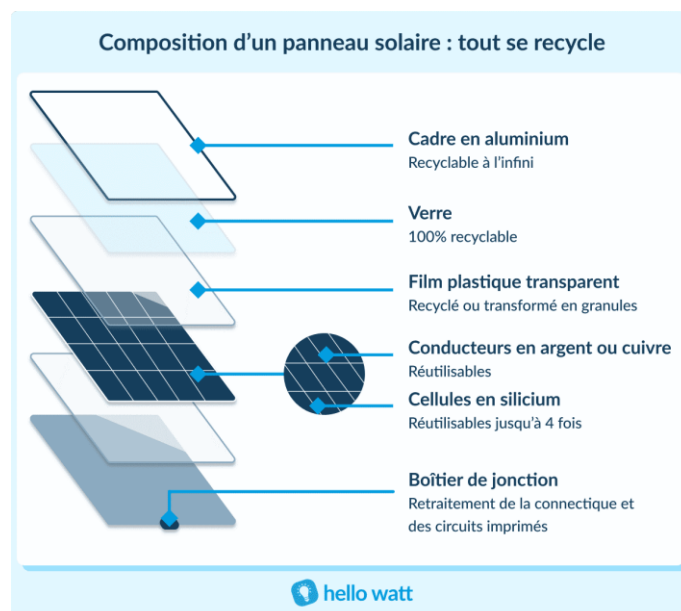 Composition d’un panneau solaire : tout se recycle
Cadre en aluminium
Recyclable à l’infini
Verre
100% recyclable
Film plastique transparent
Recyclé ou transformé en granules
Conducteurs en argent ou cuivre
Réutilisables
Cellules en silicium
Réutilisables jusqu’à 4 fois
Boîtier de jonction
Retraitement de la connectique et
des circuits imprimés
hello watt